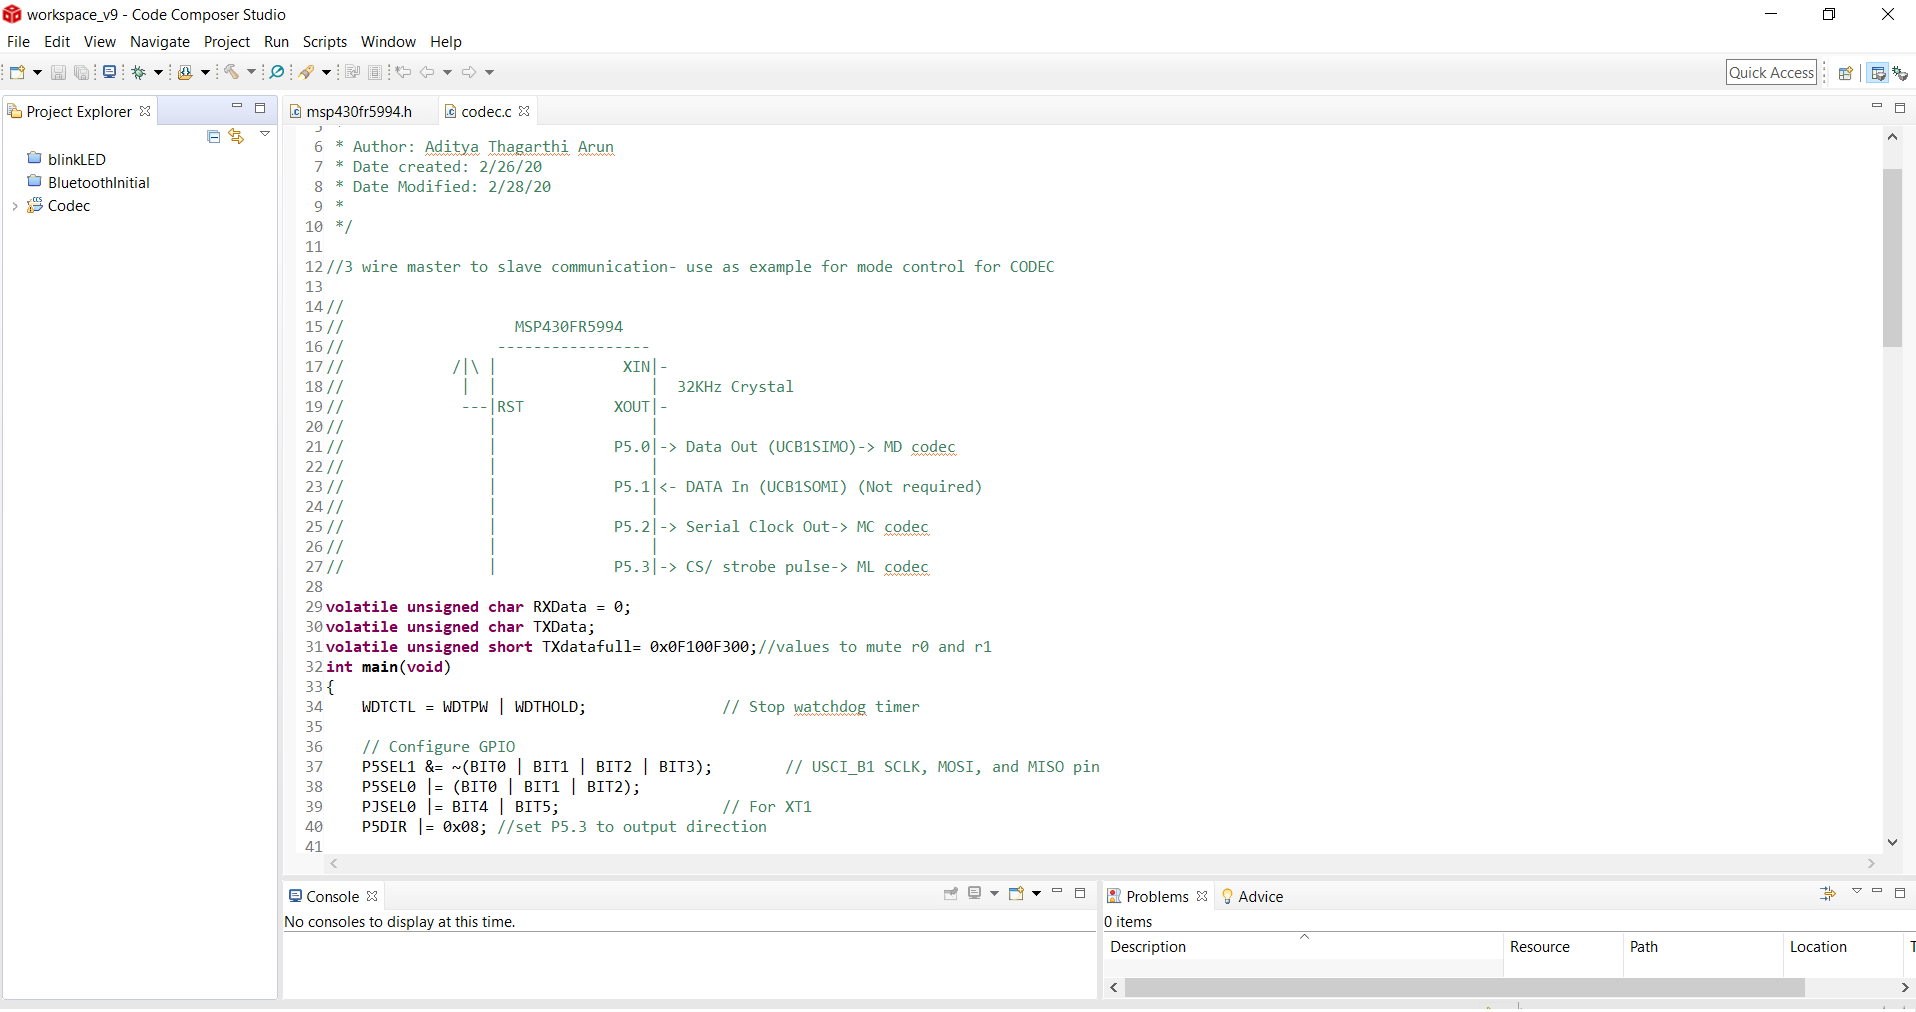 workspace_v9 - Code Composer Studio
File Edit View Navigate Project Run Scripts Window Help
Quick Access
Project Explorer
blinkLED
BluetoothInitial
Codec
msp430fr5994.h codec.c
6 * Author: Aditya Thagarthi Arun
7 * Date created: 2/26/20
8 * Date Modified: 2/28/20
9 *
10 */
11
12 //3 wire master to slave communication- use as example for mode control for CODEC
13
14 //
15 // MSP430FR5994
16 // -----------------
17 // /|\ | XIN|-
18 // | | | 32KHz Crystal
19 // ---|RST XOUT|-
20 // | |
21 // | P5.0|-> Data Out (UCB1SIMO)-> MD codec
22 // | |
23 // | P5.1|<- DATA In (UCB1SOMI) (Not required)
24 // | |
25 // | P5.2|-> Serial Clock Out-> MC codec
26 // | |
27 // | P5.3|-> CS/ strobe pulse-> ML codec
28
29 volatile unsigned char RXData = 0;
30 volatile unsigned char TXData;
31 volatile unsigned short TXdatafull= 0x0F100F300;//values to mute r0 and r1
32 int main(void)
33 {
34 WDTCTL = WDTPW | WDTHOLD; // Stop watchdog timer
35
36 // Configure GPIO
37 P5SEL1 &= ~(BIT0 | BIT1 | BIT2 | BIT3); // USCI_B1 SCLK, MOSI, and MISO pin
38 P5SEL0 |= (BIT0 | BIT1 | BIT2);
39 PJSEL0 |= BIT4 | BIT5; // For XT1
40 P5DIR |= 0x08; //set P5.3 to output direction
41
Console
No consoles to display at this time.
Problems Advice
0 items
Description Resource Path Location